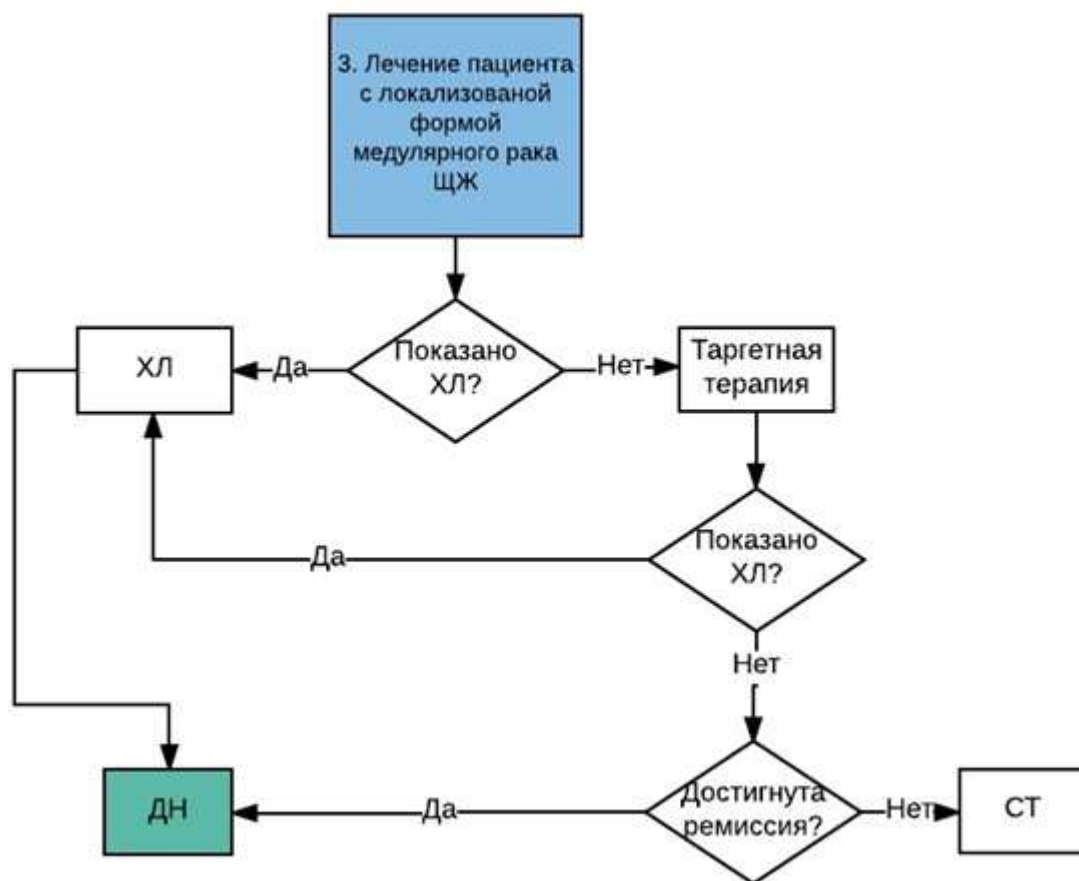 3. Лечение пациента
с локализованой
формой
медулярного рака
ЩЖ
ХЛ
Да
Показано
ХЛ?
Нет
Таргетная
терапия
Да
Показано
ХЛ?
Нет
ДН
Да
Достигнута
ремиссия?
Нет
СТ